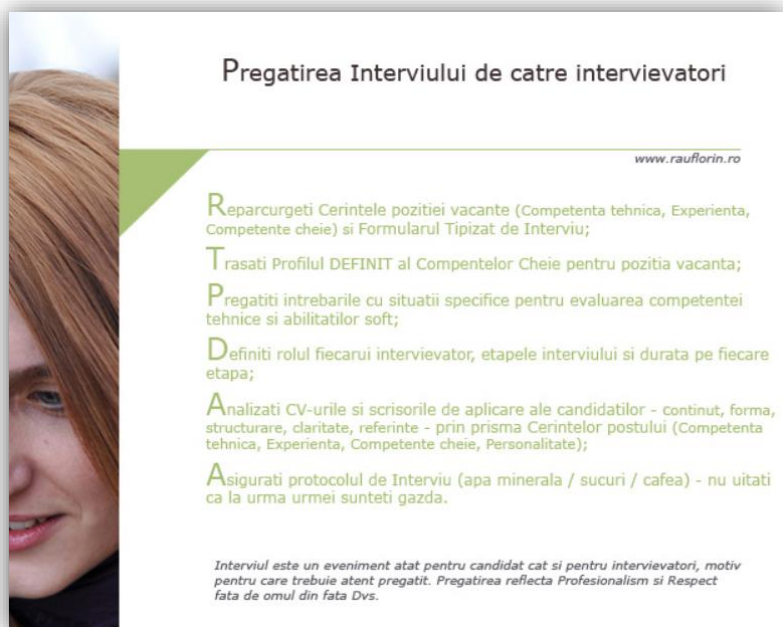 Pregatirea Interviului de catre intervievatori
www.rauflorin.ro
Reparcurgeti Cerintele pozitiei vacante (Competenta tehnica, Experienta,
Competente cheie) si Formularul Tipizat de Interviu;
Trasati Profilul DEFINIT al Compentelor Cheie pentru pozitia vacanta;
Pregatiti intrebarile cu situatii specifice pentru evaluarea competentei
tehnice si abilitatilor soft;
Definiti rolul fiecarui intervievator, etapele interviului si durata pe fiecare
etapa;
Analizati CV-urile si scrisorile de aplicare ale candidatilor - continut, forma,
structurare, claritate, referinte - prin prisma Cerintelor postului (Competenta
tehnica, Experienta, Competente cheie, Personalitate);
Asigurati protocolul de Interviu (apa minerala / sucuri / cafea) - nu uitati
ca la urma urmei sunteti gazda.
Interviul este un eveniment atat pentru candidat cat si pentru intervievatori, motiv
pentru care trebuie atent pregatit. Pregatirea reflecta Profesionalism si Respect
fata de omul din fata Dvs.